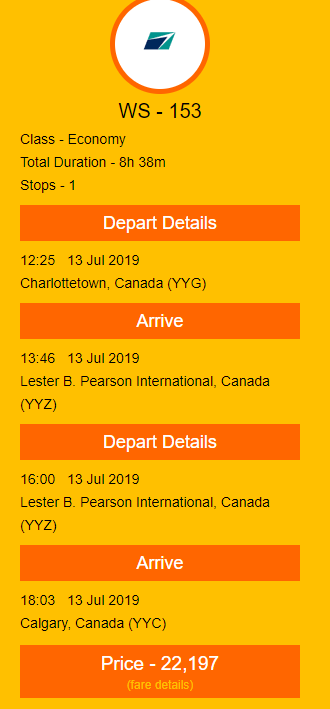 WS - 153
Class - Economy
Total Duration - 8h 38m
Stops - 1
Depart Details
12:25 13 Jul 2019
Charlottetown, Canada (YYG)
Arrive
13:46 13 Jul 2019
Lester B. Pearson International, Canada
(YYZ)
Depart Details
16:00 13 Jul 2019
Lester B. Pearson International, Canada
(YYZ)
Arrive
18:03 13 Jul 2019
Calgary, Canada (YYC)
Price - 22,197
(fare details)